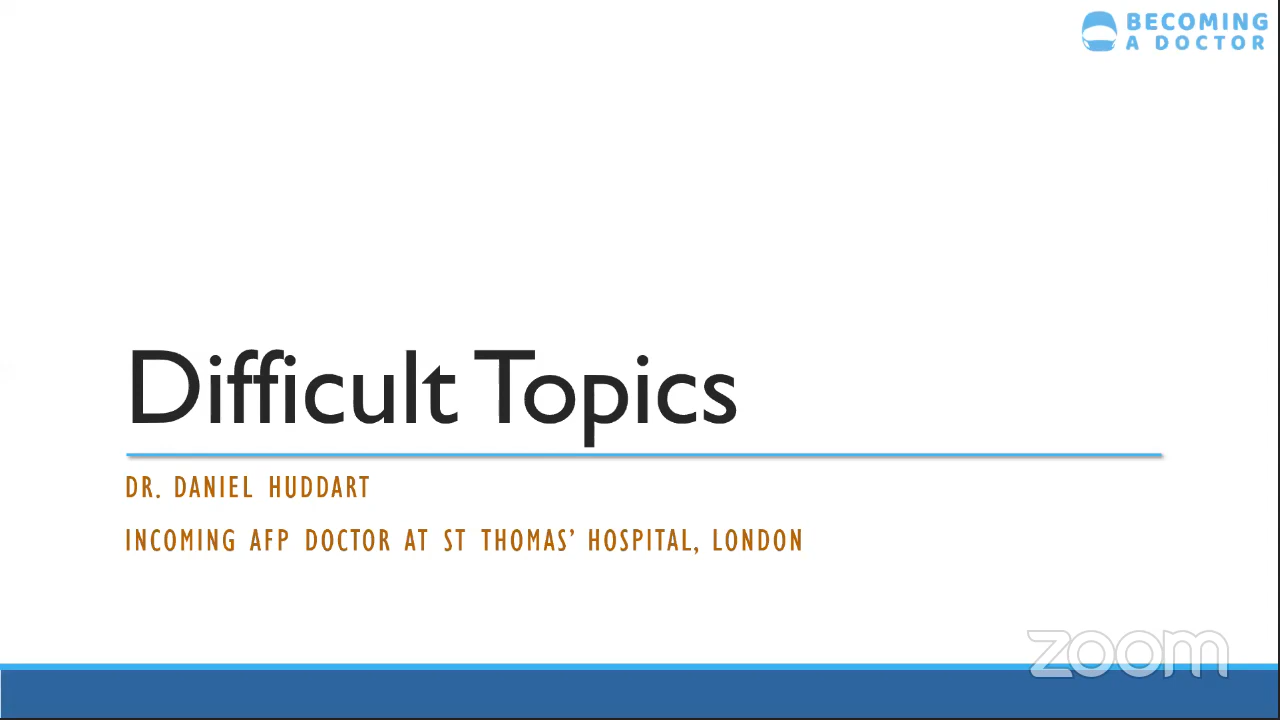 BECOMING
A DOCTOR
Difficult Topics
DR. DANIEL HUDDART
INCOMING AFP DOCTOR AT ST THOMAS’ HOSPITAL, LONDON
zoom